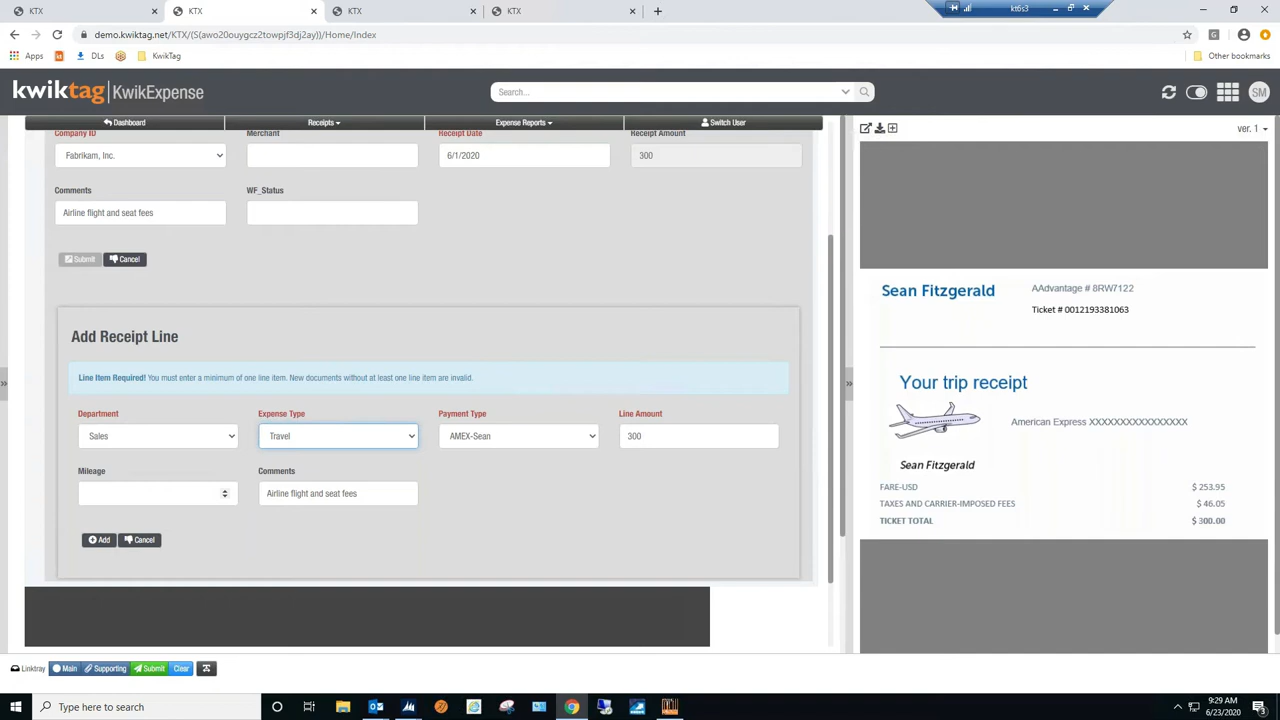 KTX
KTX
KTX
KTX
kt6s3
demo.kwiktag.net/KTX/(S(awo20ouygcz2towpjf3dj2ay))/Home/Index
Apps
DLs
KwikTag
Other bookmarks
kwiktag | KwikExpense
Search...
SM
Dashboard
Receipts
Expense Reports
Switch User
ver. 1
Company ID
Merchant
Receipt Date
Receipt Amount
Fabrikam, Inc.
6/1/2020
300
Comments
WF_Status
Airline flight and seat fees
Submit
Cancel
Add Receipt Line
Line Item Required! You must enter a minimum of one line item. New documents without at least one line item are invalid.
Department
Expense Type
Payment Type
Line Amount
Sales
Travel
AMEX-Sean
300
Mileage
Comments
Airline flight and seat fees
Add
Cancel
Sean Fitzgerald
AAdvantage # 8RW7122
Ticket # 0012193381063
Your trip receipt
American Express XXXXXXXXXXXXXXXX
Sean Fitzgerald
FARE-USD $ 253.95
TAXES AND CARRIER-IMPOSED FEES $ 46.05
TICKET TOTAL $ 300.00
Linktray
Main
Supporting
Submit
Clear
Type here to search
9:29 AM
6/23/2020
3